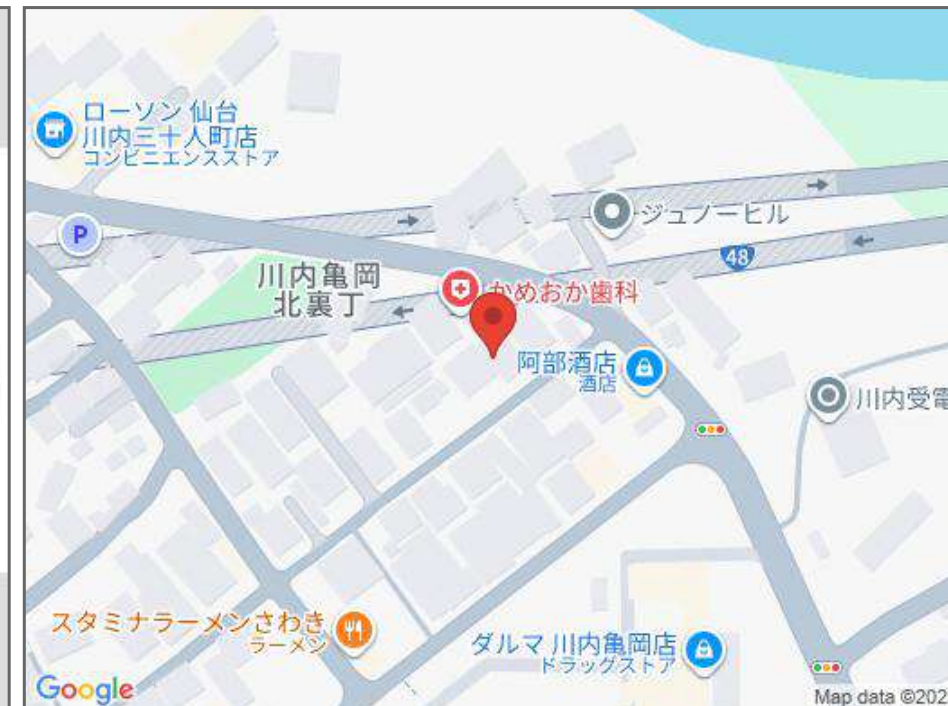 ローソン 仙台
川内三十人町店
コンビニエンスストア
P
ジュノーヒル
48
川内亀岡
北裏丁
かめおか歯科
阿部酒店
酒店
川内受電
スタミナラーメンさわき
ラーメン
ダルマ 川内亀岡店
ドラッグストア
Google
Map data ©202